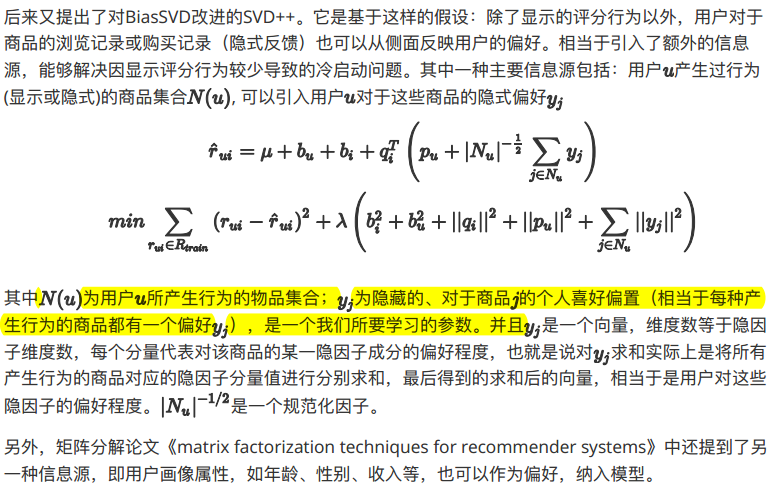 后来又提出了对BiasSVD改进的SVD++。它是基于这样的假设：除了显示的评分行为以外，用户对于
商品的浏览记录或购买记录（隐式反馈）也可以从侧面反映用户的偏好。相当于引入了额外的信息
源，能够解决因显示评分行为较少导致的冷启动问题。其中一种主要信息源包括：用户u产生过行为
(显示或隐式)的商品集合N(u), 可以引入用户u对于这些商品的隐式偏好y_j
r̂_{ui} = μ + b_u + b_i + q_i^T (p_u + |N_u|^{-1/2} ∑_{j∈N_u} y_j)
min ∑_{r_{ui}∈R_{train}} (r_{ui} − r̂_{ui})^2 + λ (b_i^2 + b_u^2 + ||q_i||^2 + ||p_u||^2 + ∑_{j∈N_u} ||y_j||^2)
其中N(u)为用户u所产生行为的物品集合；y_j为隐藏的、对于商品j的个人喜好偏置（相当于每种产
生行为的商品都有一个偏好y_j），是一个我们所要学习的参数。并且y_j是一个向量，维度数等于隐因
子维度数，每个分量代表对该商品的某一隐因子成分的偏好程度，也就是说对y_j求和实际上是将所有
产生行为的商品对应的隐因子分量值进行分别求和，最后得到的求和后的向量，相当于是用户对这些
隐因子的偏好程度。|N_u|^{-1/2}是一个规范化因子。
另外，矩阵分解论文《matrix factorization techniques for recommender systems》中还提到了另
一种信息源，即用户画像属性，如年龄、性别、收入等，也可以作为偏好，纳入模型。